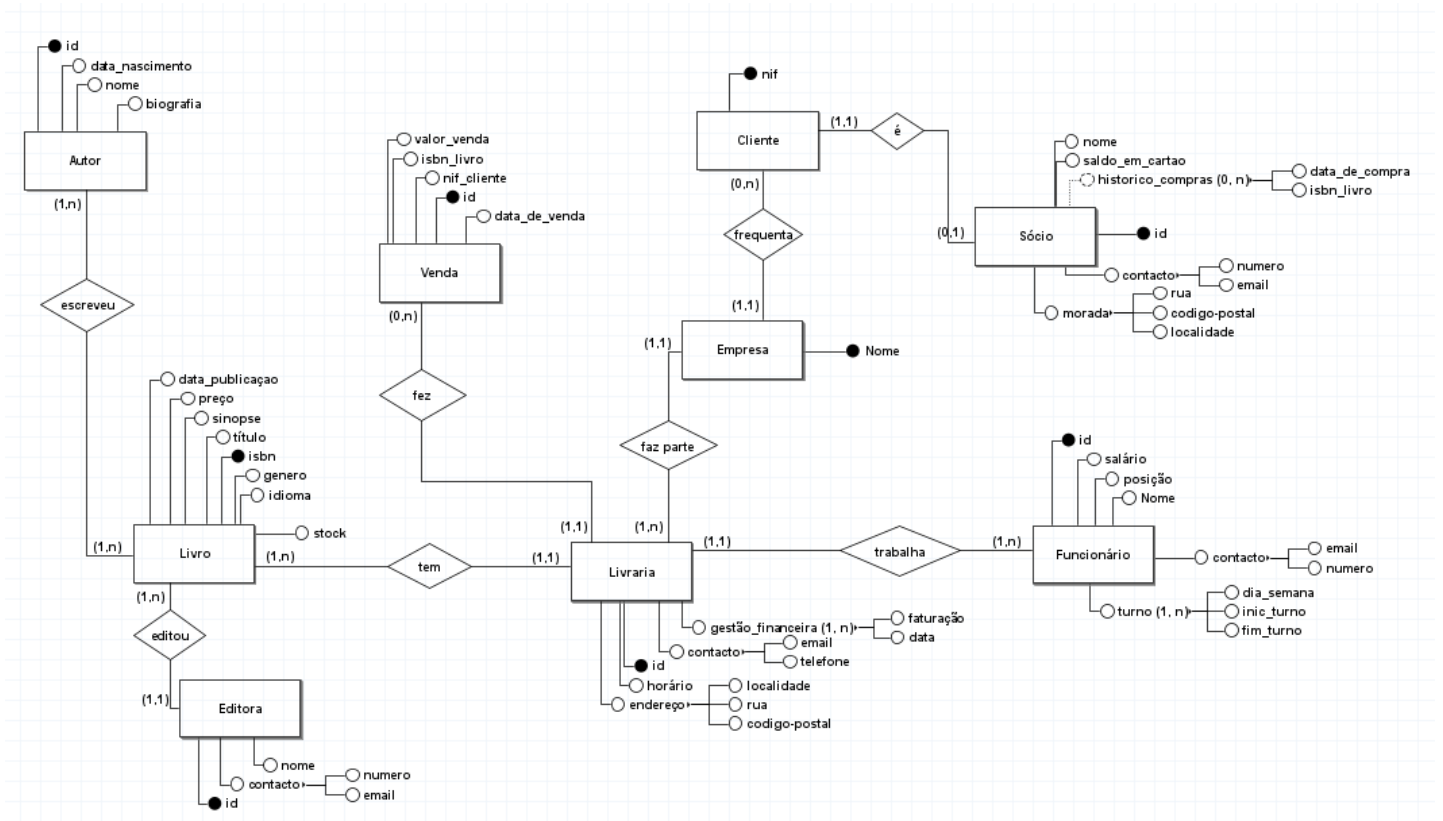 id
data_nascimento
nome
biografia
Autor
(1,n)
escreveu
(1,n)
valor_venda
isbn_livro
nif_cliente
id
data_de_venda
Venda
(0,n)
fez
(1,1)
nif
Cliente
(1,1)
é
(0,1)
(0,n)
frequenta
(1,1)
nome
saldo_em_cartao
historico_compras (0, n)
data_de_compra
isbn_livro
Sócio
id
contacto
numero
email
morada
rua
codigo-postal
localidade
Empresa
Nome
(1,1)
faz parte
(1,n)
data_publicaçao
preço
sinopse
título
isbn
genero
idioma
stock
Livro
(1,n)
tem
(1,1)
(1,n)
editou
(1,1)
Editora
nome
contacto
numero
email
id
Livraria
(1,1)
trabalha
(1,n)
gestão_financeira (1, n)
faturação
data
contacto
email
telefone
id
horário
endereço
localidade
rua
codigo-postal
id
salário
posição
Nome
Funcionário
contacto
email
numero
turno (1, n)
dia_semana
inic_turno
fim_turno